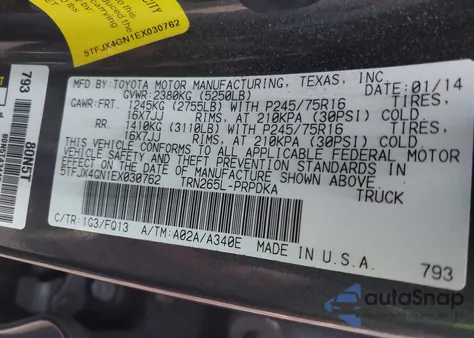 CITY
5TFJX4GN1EX030762
MFD. BY: TOYOTA MOTOR MANUFACTURING, TEXAS, INC.
GVWR: 2380KG (5250LB) DATE: 01/14
GAWR: FRT. 1245KG (2755LB) WITH P245/75R16 TIRES,
16X7JJ RIMS, AT 210KPA (30PSI) COLD
RR. 1410KG (3110LB) WITH P245/75R16 TIRES,
16X7JJ RIMS, AT 210KPA (30PSI) COLD
THIS VEHICLE CONFORMS TO ALL APPLICABLE FEDERAL MOTOR
VEHICLE SAFETY AND THEFT PREVENTION STANDARDS IN
EFFECT ON THE DATE OF MANUFACTURE SHOWN ABOVE.
5TFJX4GN1EX030762 TRUCK
TRN265L-PRPDKA
C/TR: 1G3/FQ13 A/TM: A02A/A340E
MADE IN U.S.A. 793
793
80N5T
autoSnap